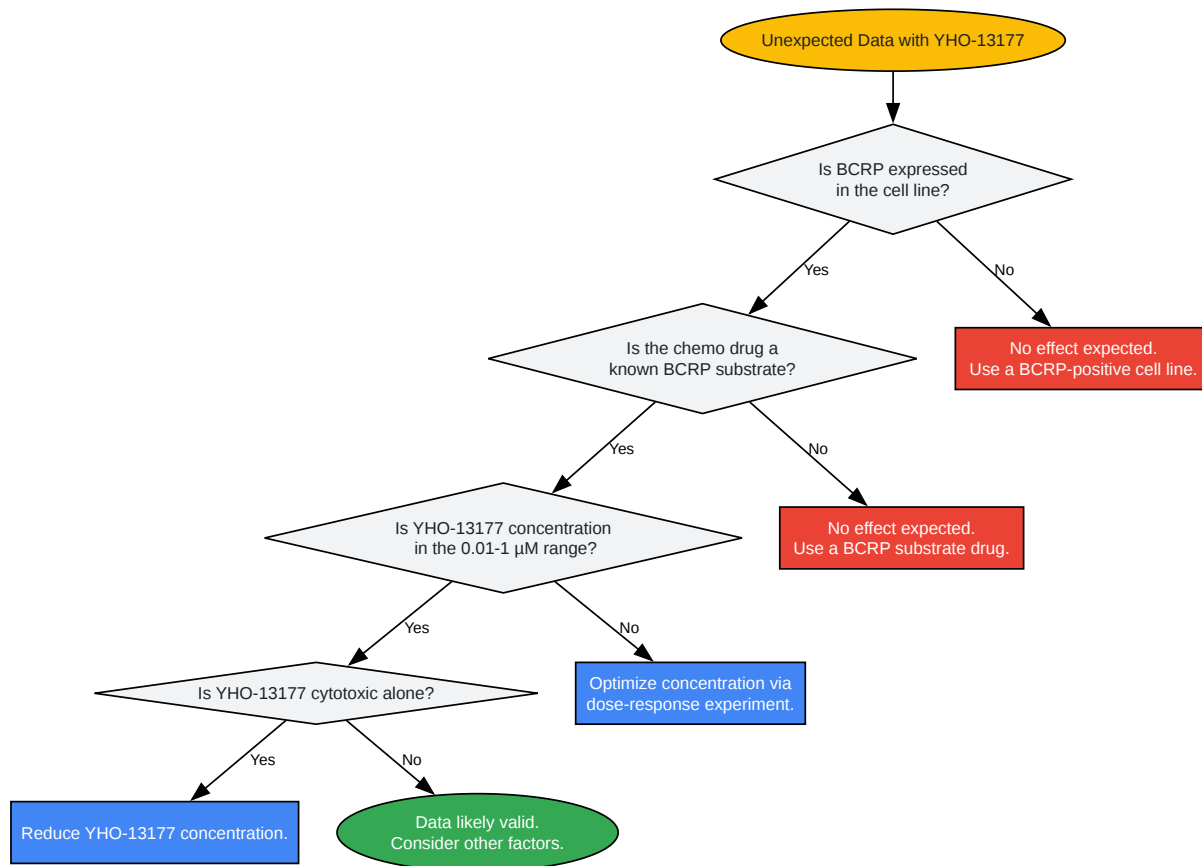 Unexpected Data with YHO-13177
Is BCRP expressed
in the cell line?
Yes
No
Is the chemo drug a
known BCRP substrate?
No effect expected.
Use a BCRP-positive cell line.
Yes
No
Is YHO-13177 concentration
in the 0.01-1 µM range?
No effect expected.
Use a BCRP substrate drug.
Yes
No
Is YHO-13177 cytotoxic alone?
Optimize concentration via
dose-response experiment.
Yes
No
Reduce YHO-13177 concentration.
Data likely valid.
Consider other factors.